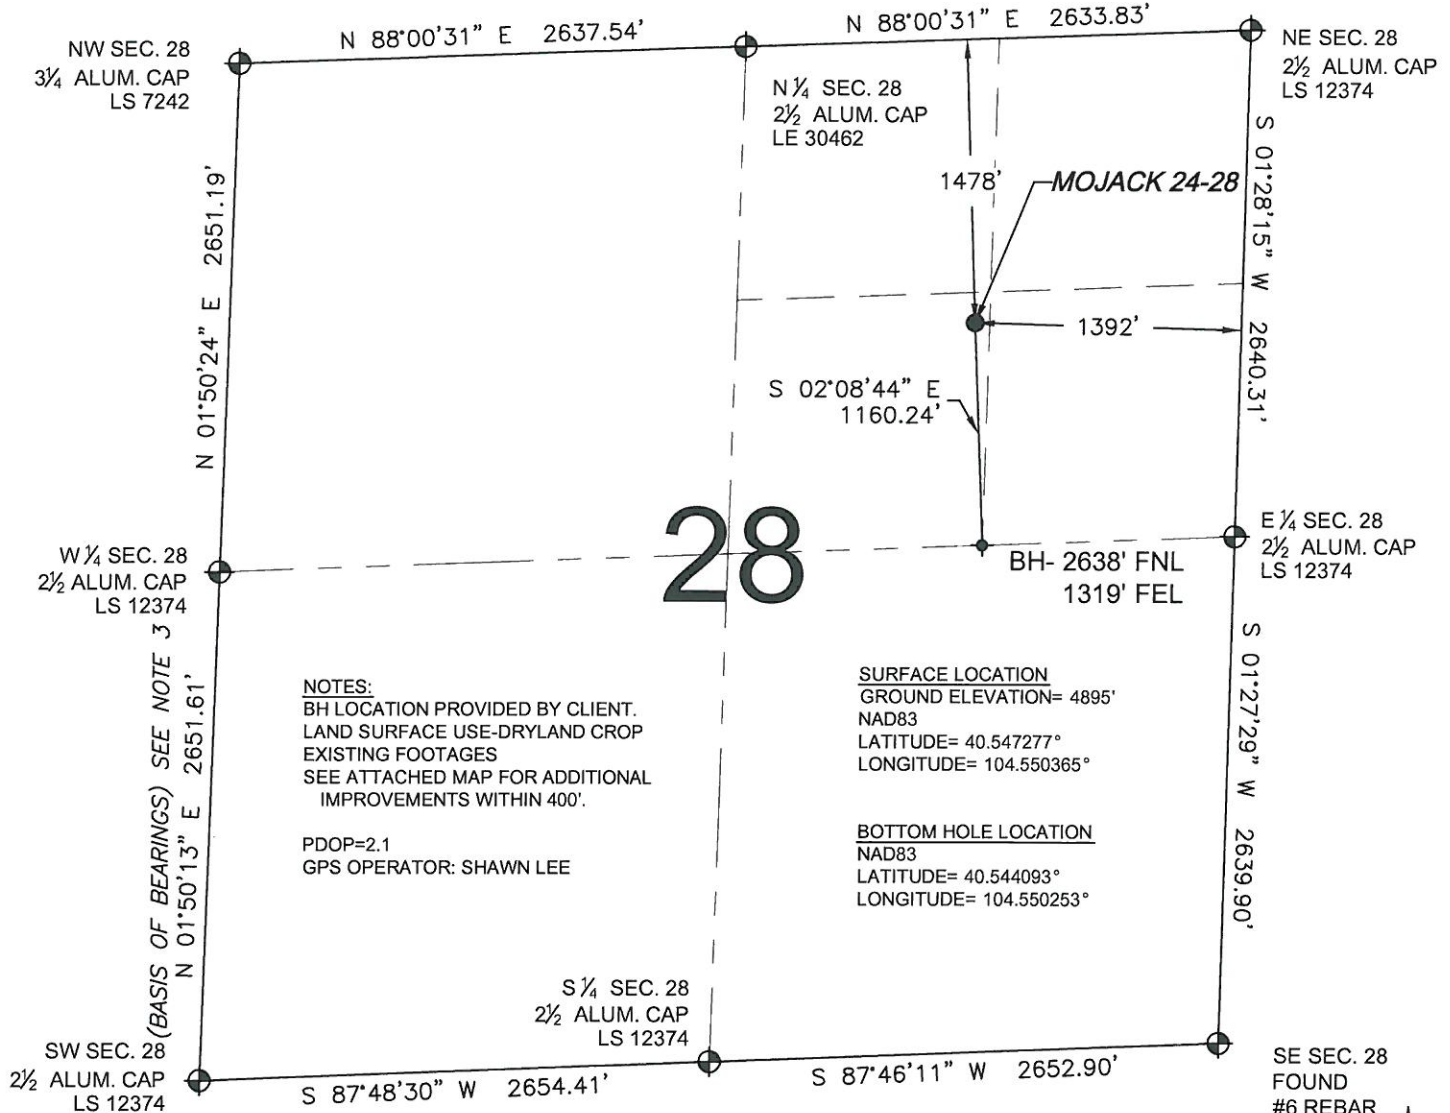 N 88°00'31" E 2637.54'
N 88°00'31" E 2633.83'
NW SEC. 28
3¼ ALUM. CAP
LS 7242
N ¼ SEC. 28
2½ ALUM. CAP
LE 30462
NE SEC. 28
2½ ALUM. CAP
LS 12374
N 01°50'24" E 2651.19'
S 01°28'15" W 2640.31'
1478'
MOJACK 24-28
1392'
S 02°08'44" E
1160.24'
28
W ¼ SEC. 28
2½ ALUM. CAP
LS 12374
BH- 2638' FNL
1319' FEL
E ¼ SEC. 28
2½ ALUM. CAP
LS 12374
(BASIS OF BEARINGS) SEE NOTE 3
N 01°50'13" E 2651.61'
NOTES:
BH LOCATION PROVIDED BY CLIENT.
LAND SURFACE USE-DRYLAND CROP
EXISTING FOOTAGES
SEE ATTACHED MAP FOR ADDITIONAL
IMPROVEMENTS WITHIN 400'.
PDOP=2.1
GPS OPERATOR: SHAWN LEE
SURFACE LOCATION
GROUND ELEVATION= 4895'
NAD83
LATITUDE= 40.547277°
LONGITUDE= 104.550365°
BOTTOM HOLE LOCATION
NAD83
LATITUDE= 40.544093°
LONGITUDE= 104.550253°
S 01°27'29" W 2639.90'
S ¼ SEC. 28
2½ ALUM. CAP
LS 12374
SW SEC. 28
2½ ALUM. CAP
LS 12374
S 87°48'30" W 2654.41'
S 87°46'11" W 2652.90'
SE SEC. 28
FOUND
#6 REBAR